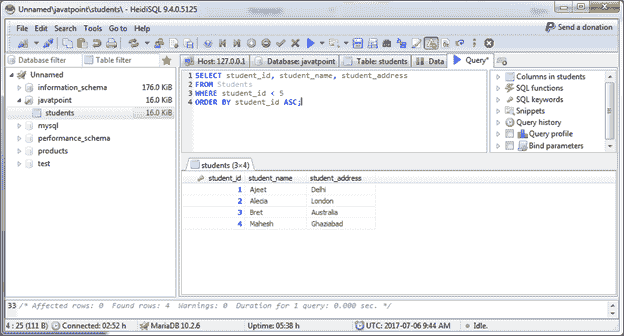 Unnamed\javatpoint\students\ - HeidiSQL 9.4.0.5125
File Edit Search Tools Go to Help
Send a donation
Database filter Table filter
Host: 127.0.0.1 Database: javatpoint Table: students Data Query*
Unnamed
information_schema 176.0 KiB
javatpoint 16.0 KiB
students 16.0 KiB
mysql
performance_schema
products
test
1 SELECT student_id, student_name, student_address
2 FROM Students
3 WHERE student_id < 5
4 ORDER BY student_id ASC;
Columns in students
SQL functions
SQL keywords
Snippets
Query history
Query profile
Bind parameters
students (3×4)
student_id student_name student_address
1 Ajeet Delhi
2 Alecia London
3 Bret Australia
4 Mahesh Ghaziabad
33 /* Affected rows: 0 Found rows: 4 Warnings: 0 Duration for 1 query: 0.000 sec. */
4 : 25 (111 B) Connected: 02:52 h MariaDB 10.2.6 Uptime: 05:38 h UTC: 2017-07-06 9:44 AM Idle.